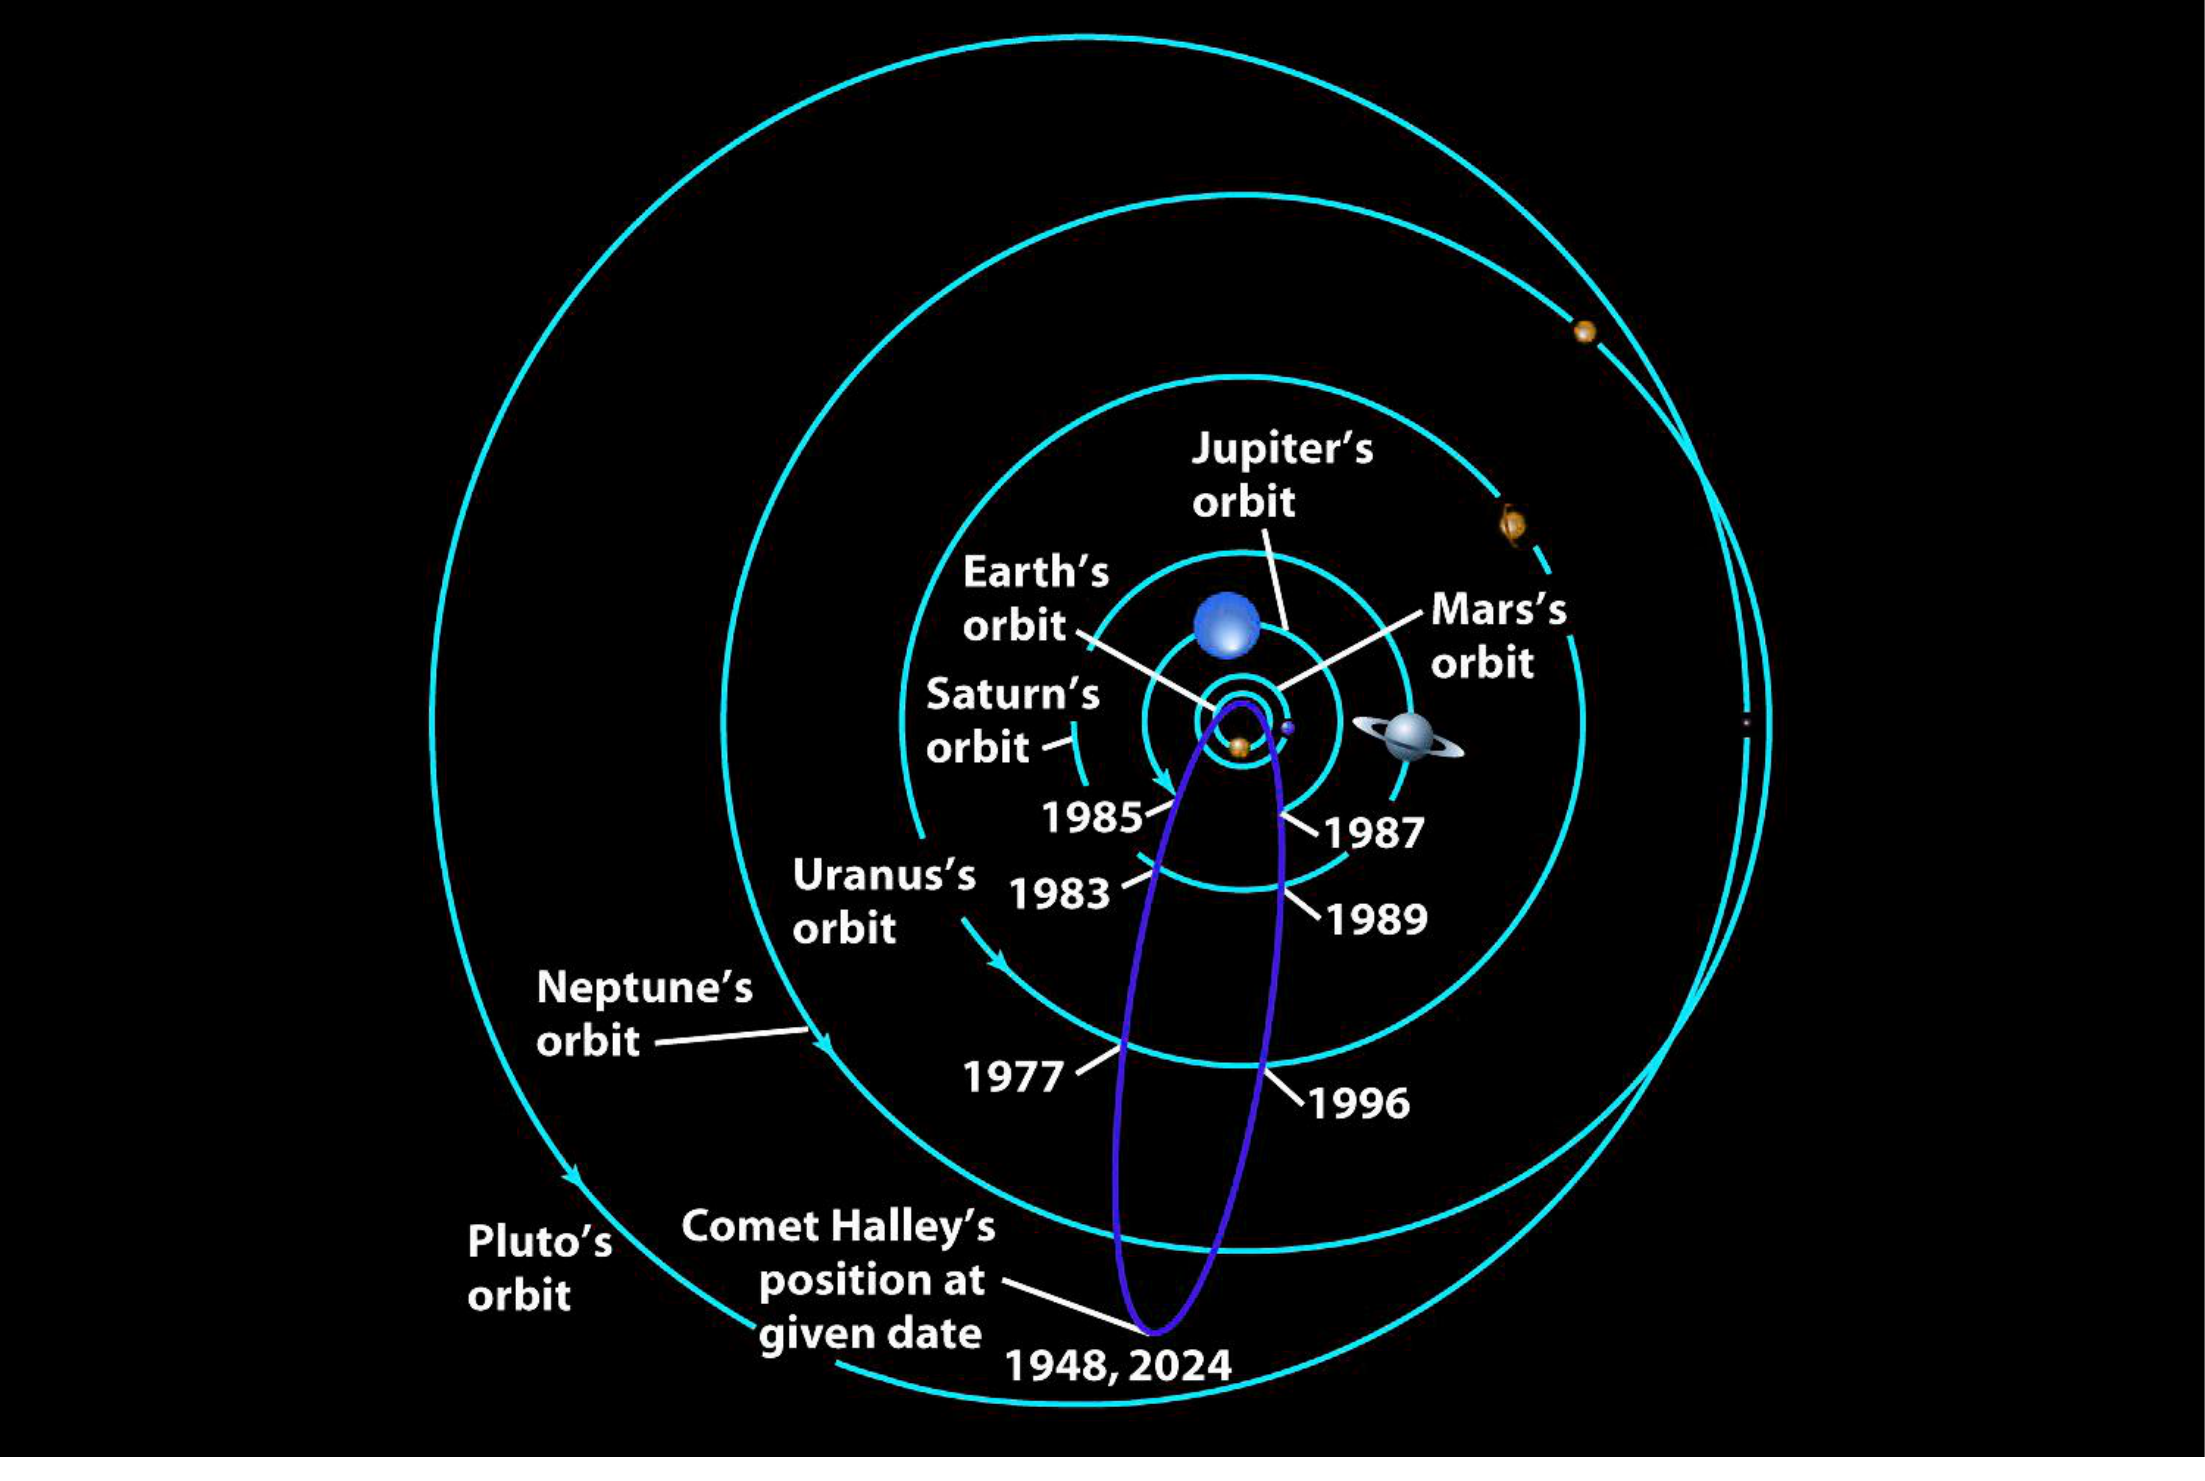 Jupiter’s
orbit
Earth’s
orbit
Mars’s
orbit
Saturn’s
orbit
1985
1987
Uranus’s
orbit
1983
1989
Neptune’s
orbit
1977
1996
Pluto’s
orbit
Comet Halley’s
position at
given date
1948, 2024